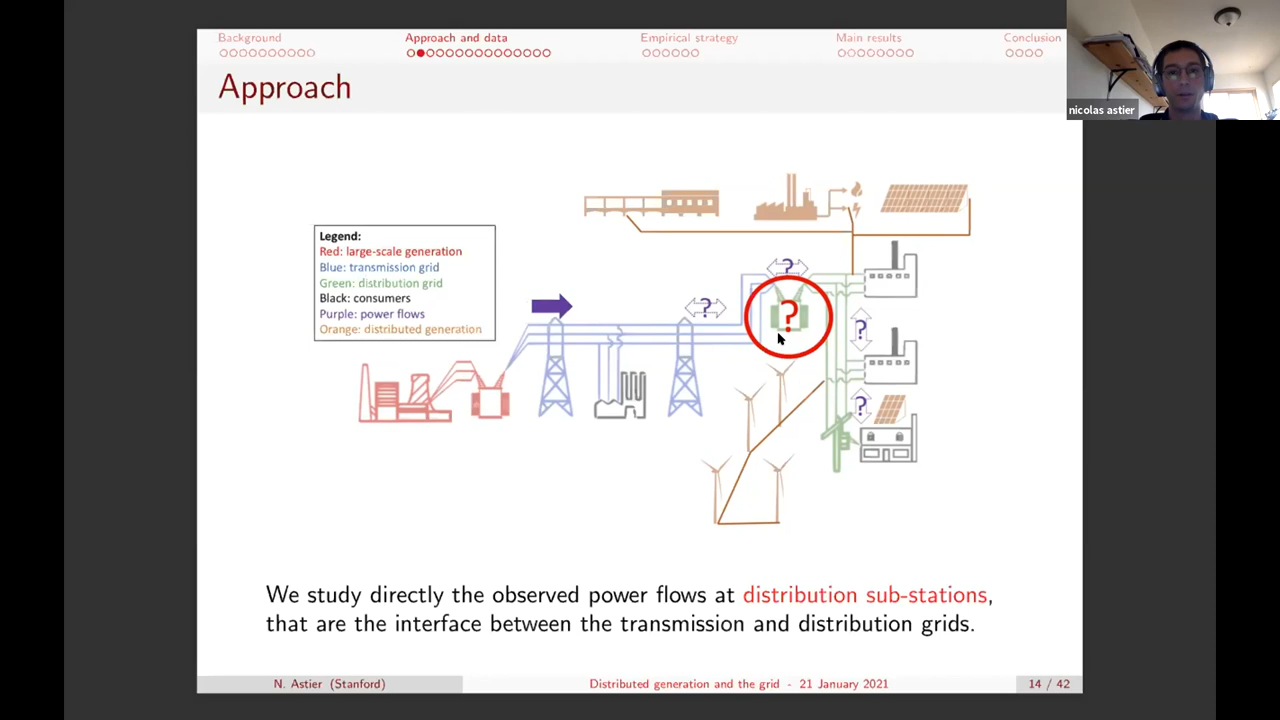 Background
Approach and data
Empirical strategy
Main results
Conclusion
Approach
nicolas astier
Legend:
Red: large-scale generation
Blue: transmission grid
Green: distribution grid
Black: consumers
Purple: power flows
Orange: distributed generation
?
?
?
?
?
We study directly the observed power flows at distribution sub-stations,
that are the interface between the transmission and distribution grids.
N. Astier (Stanford)
Distributed generation and the grid - 21 January 2021
14 / 42